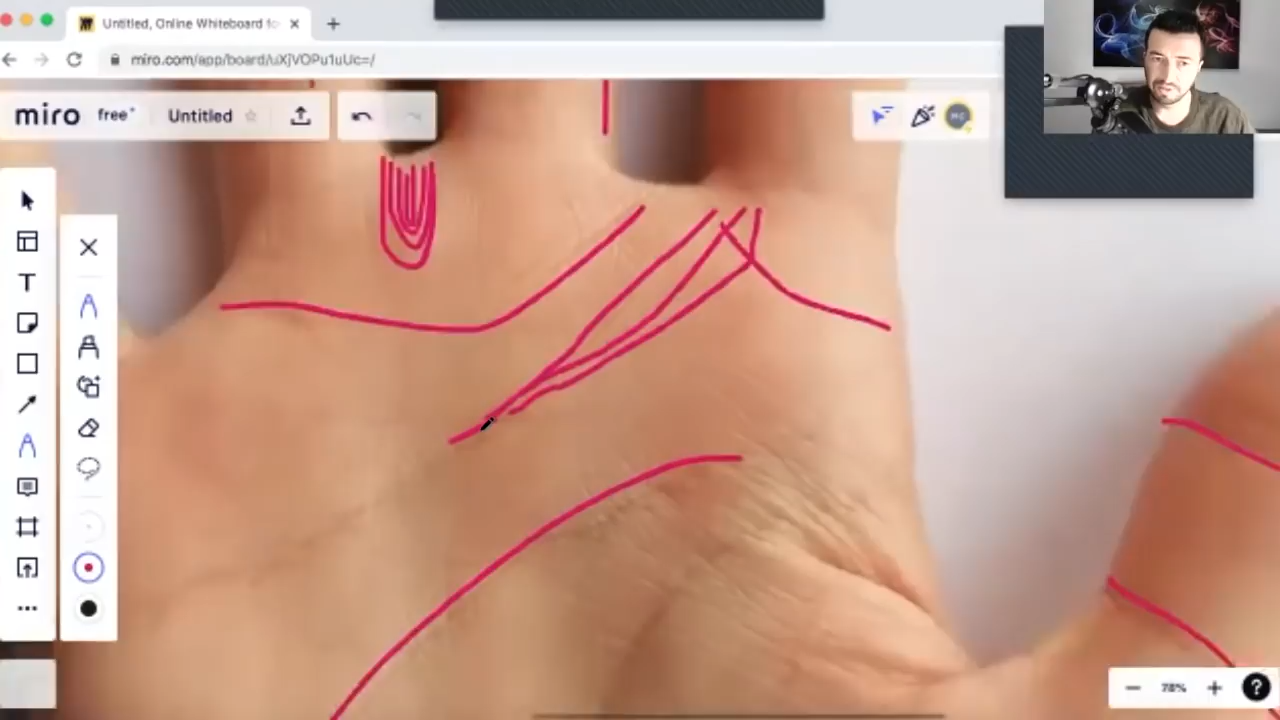 Untitled, Online Whiteboard fo
miro.com/app/board/uXjVOPu1uUc=/
miro free+ Untitled
T
78%
?